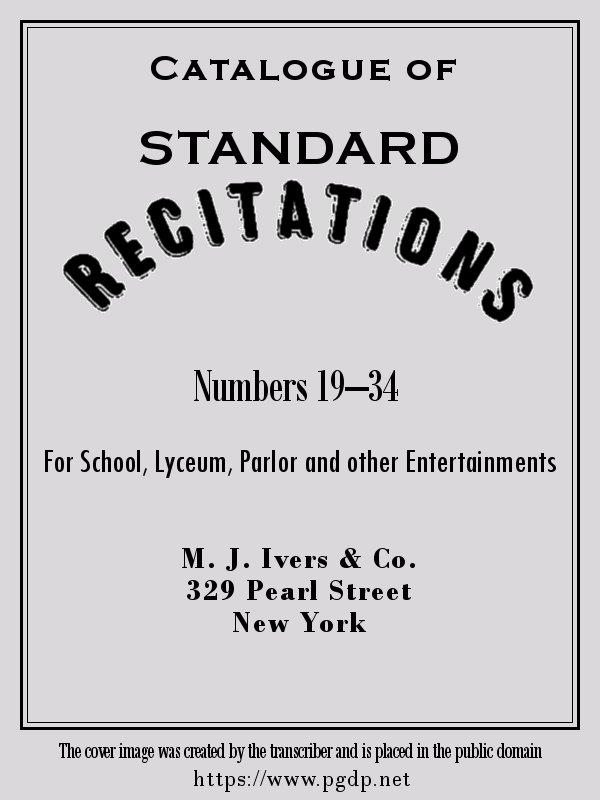 Catalogue of
STANDARD
RECITATIONS
Numbers 19–34
For School, Lyceum, Parlor and other Entertainments
M. J. Ivers & Co.
329 Pearl Street
New York
The cover image was created by the transcriber and is placed in the public domain
https://www.pgdp.net